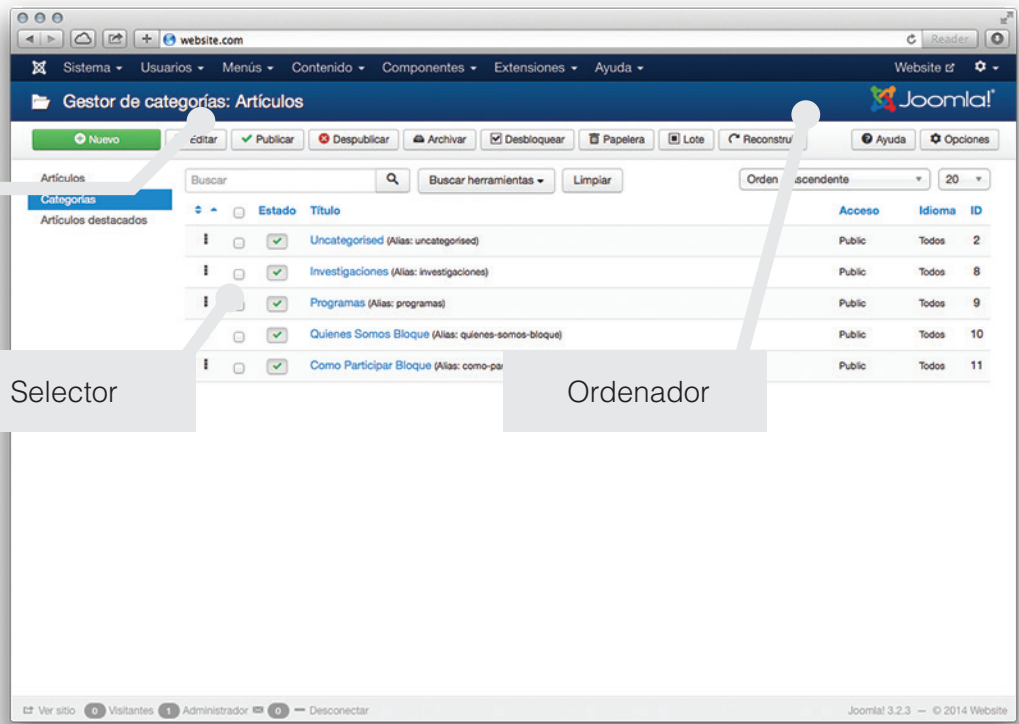 website.com
Reader
Sistema Usuarios Menús Contenido Componentes Extensiones Ayuda Website
Gestor de categorías: Artículos
Joomla!
Nuevo Editar Publicar Despublicar Archivar Desbloquear Papelera Lote Ayuda Opciones
Artículos
Categorías
Artículos destacados
Buscar Buscar herramientas Limpiar Orden 20
Estado Título Acceso Idioma ID
Uncategorised (Alias: uncategorised) Public Todos 2
Investigaciones (Alias: investigaciones) Public Todos 8
Programas (Alias: programas) Public Todos 9
Quienes Somos Bloque (Alias: quienes-somos-bloque) Public Todos 10
Como Participar Bloque (Alias: Public Todos 11
Selector
Ordenador
Ver sitio 0 Visitantes 1 Administrador 0 Desconectar
Joomla! 3.2.3 — © 2014 Website